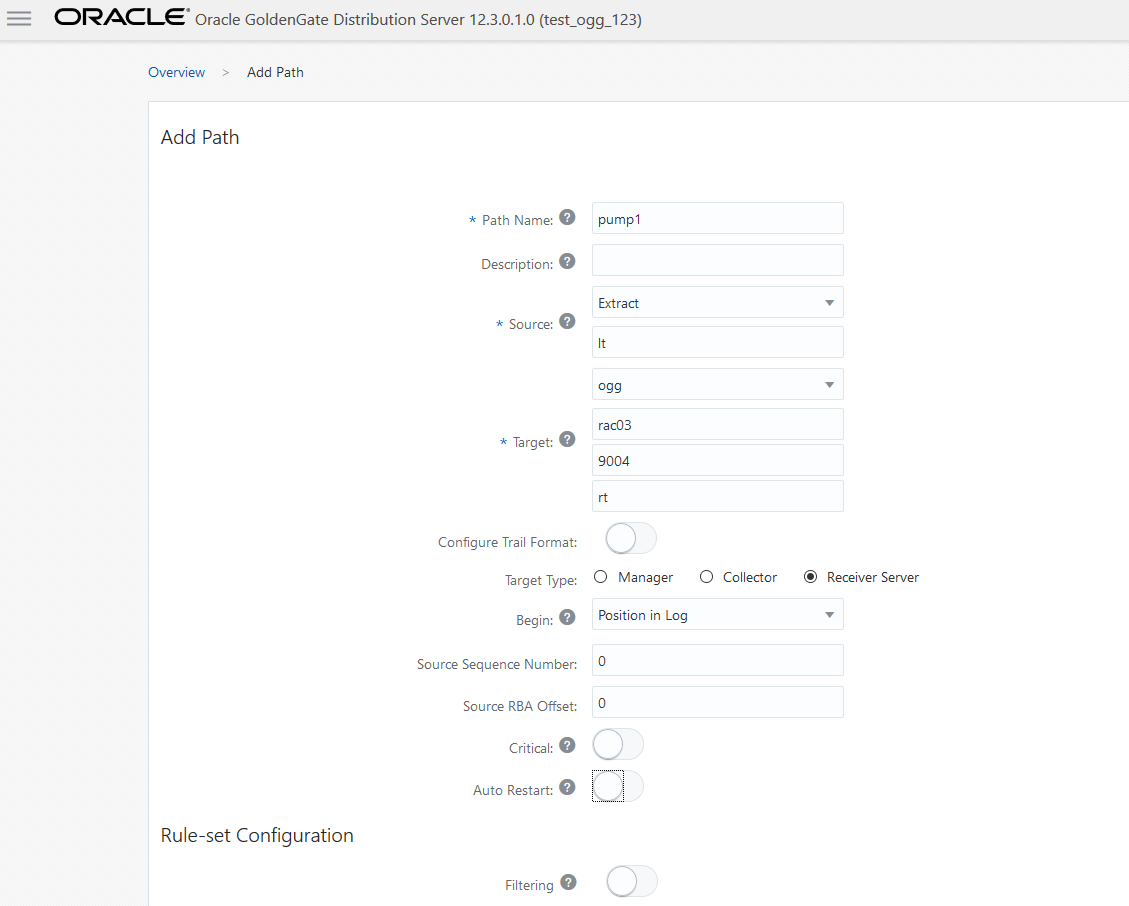 ORACLE® Oracle GoldenGate Distribution Server 12.3.0.1.0 (test_ogg_123)
Overview > Add Path
Add Path
* Path Name: ? pump1
Description: ?
* Source: ? Extract
lt
* Target: ? ogg
rac03
9004
rt
Configure Trail Format:
Target Type: Manager Collector Receiver Server
Begin: ? Position in Log
Source Sequence Number: 0
Source RBA Offset: 0
Critical: ?
Auto Restart: ?
Rule-set Configuration
Filtering ?